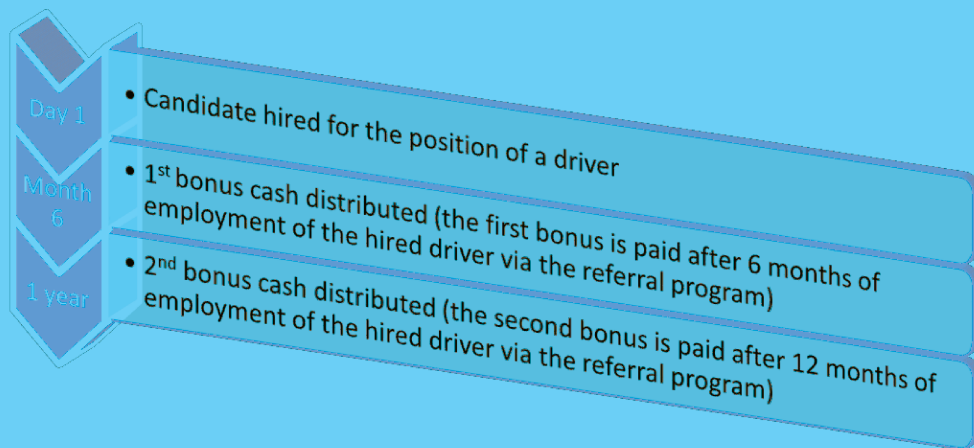 Day 1
• Candidate hired for the position of a driver
Month
6
• 1st bonus cash distributed (the first bonus is paid after 6 months of
employment of the hired driver via the referral program)
1 year
• 2nd bonus cash distributed (the second bonus is paid after 12 months of
employment of the hired driver via the referral program)